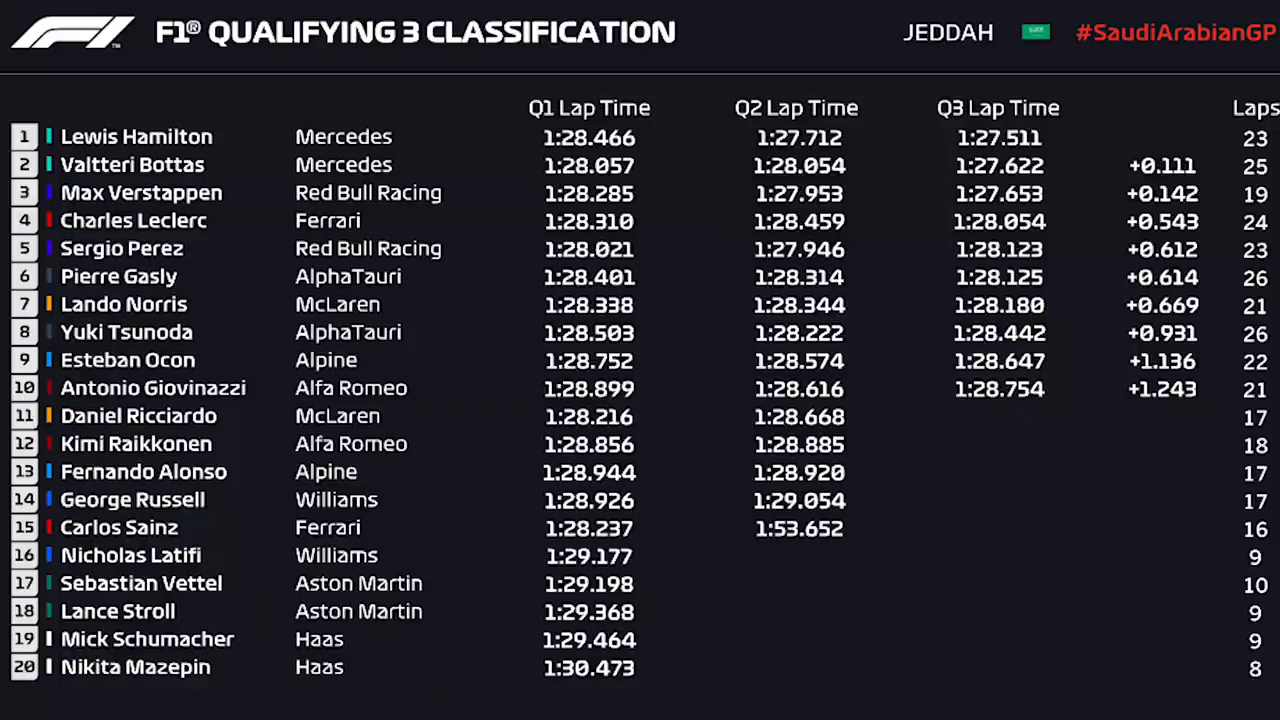 F1® QUALIFYING 3 CLASSIFICATION JEDDAH #SaudiArabianGP
Q1 Lap Time Q2 Lap Time Q3 Lap Time Laps
1 Lewis Hamilton Mercedes 1:28.466 1:27.712 1:27.511 23
2 Valtteri Bottas Mercedes 1:28.057 1:28.054 1:27.622 +0.111 25
3 Max Verstappen Red Bull Racing 1:28.285 1:27.953 1:27.653 +0.142 19
4 Charles Leclerc Ferrari 1:28.310 1:28.459 1:28.054 +0.543 24
5 Sergio Perez Red Bull Racing 1:28.021 1:27.946 1:28.123 +0.612 23
6 Pierre Gasly AlphaTauri 1:28.401 1:28.314 1:28.125 +0.614 26
7 Lando Norris McLaren 1:28.338 1:28.344 1:28.180 +0.669 21
8 Yuki Tsunoda AlphaTauri 1:28.503 1:28.222 1:28.442 +0.931 26
9 Esteban Ocon Alpine 1:28.752 1:28.574 1:28.647 +1.136 22
10 Antonio Giovinazzi Alfa Romeo 1:28.899 1:28.616 1:28.754 +1.243 21
11 Daniel Ricciardo McLaren 1:28.216 1:28.668 17
12 Kimi Raikkonen Alfa Romeo 1:28.856 1:28.885 18
13 Fernando Alonso Alpine 1:28.944 1:28.920 17
14 George Russell Williams 1:28.926 1:29.054 17
15 Carlos Sainz Ferrari 1:28.237 1:53.652 16
16 Nicholas Latifi Williams 1:29.177 9
17 Sebastian Vettel Aston Martin 1:29.198 10
18 Lance Stroll Aston Martin 1:29.368 9
19 Mick Schumacher Haas 1:29.464 9
20 Nikita Mazepin Haas 1:30.473 8